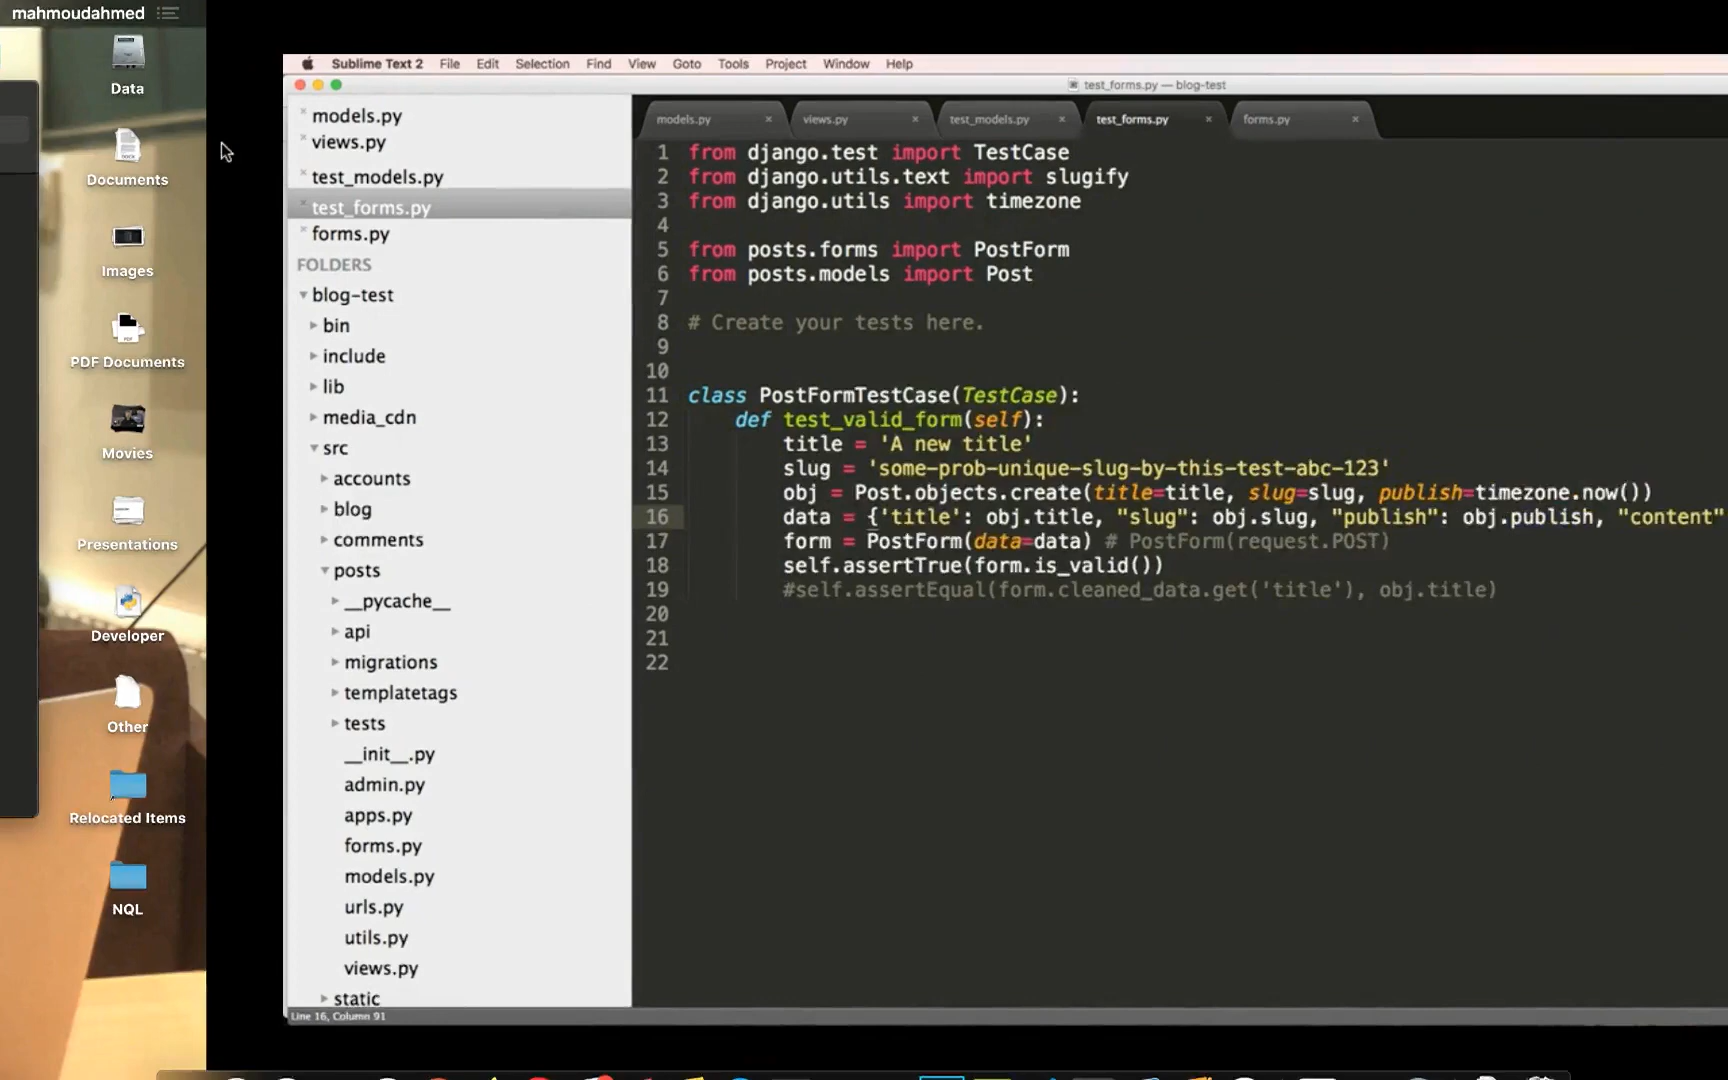 mahmoudahmed
Data
Documents
Images
PDF Documents
Movies
Presentations
Developer
Other
Relocated Items
NQL
Sublime Text 2 File Edit Selection Find View Goto Tools Project Window Help
test_forms.py — blog-test
models.py
views.py
test_models.py
test_forms.py
forms.py
FOLDERS
blog-test
bin
include
lib
media_cdn
src
accounts
blog
comments
posts
__pycache__
api
migrations
templatetags
tests
__init__.py
admin.py
apps.py
forms.py
models.py
urls.py
utils.py
views.py
static
models.py × views.py × test_models.py × test_forms.py × forms.py ×
1 from django.test import TestCase
2 from django.utils.text import slugify
3 from django.utils import timezone
4
5 from posts.forms import PostForm
6 from posts.models import Post
7
8 # Create your tests here.
9
10
11 class PostFormTestCase(TestCase):
12 def test_valid_form(self):
13 title = 'A new title'
14 slug = 'some-prob-unique-slug-by-this-test-abc-123'
15 obj = Post.objects.create(title=title, slug=slug, publish=timezone.now())
16 data = {'title': obj.title, "slug": obj.slug, "publish": obj.publish, "content"
17 form = PostForm(data=data) # PostForm(request.POST)
18 self.assertTrue(form.is_valid())
19 #self.assertEqual(form.cleaned_data.get('title'), obj.title)
20
21
22
Line 16, Column 91